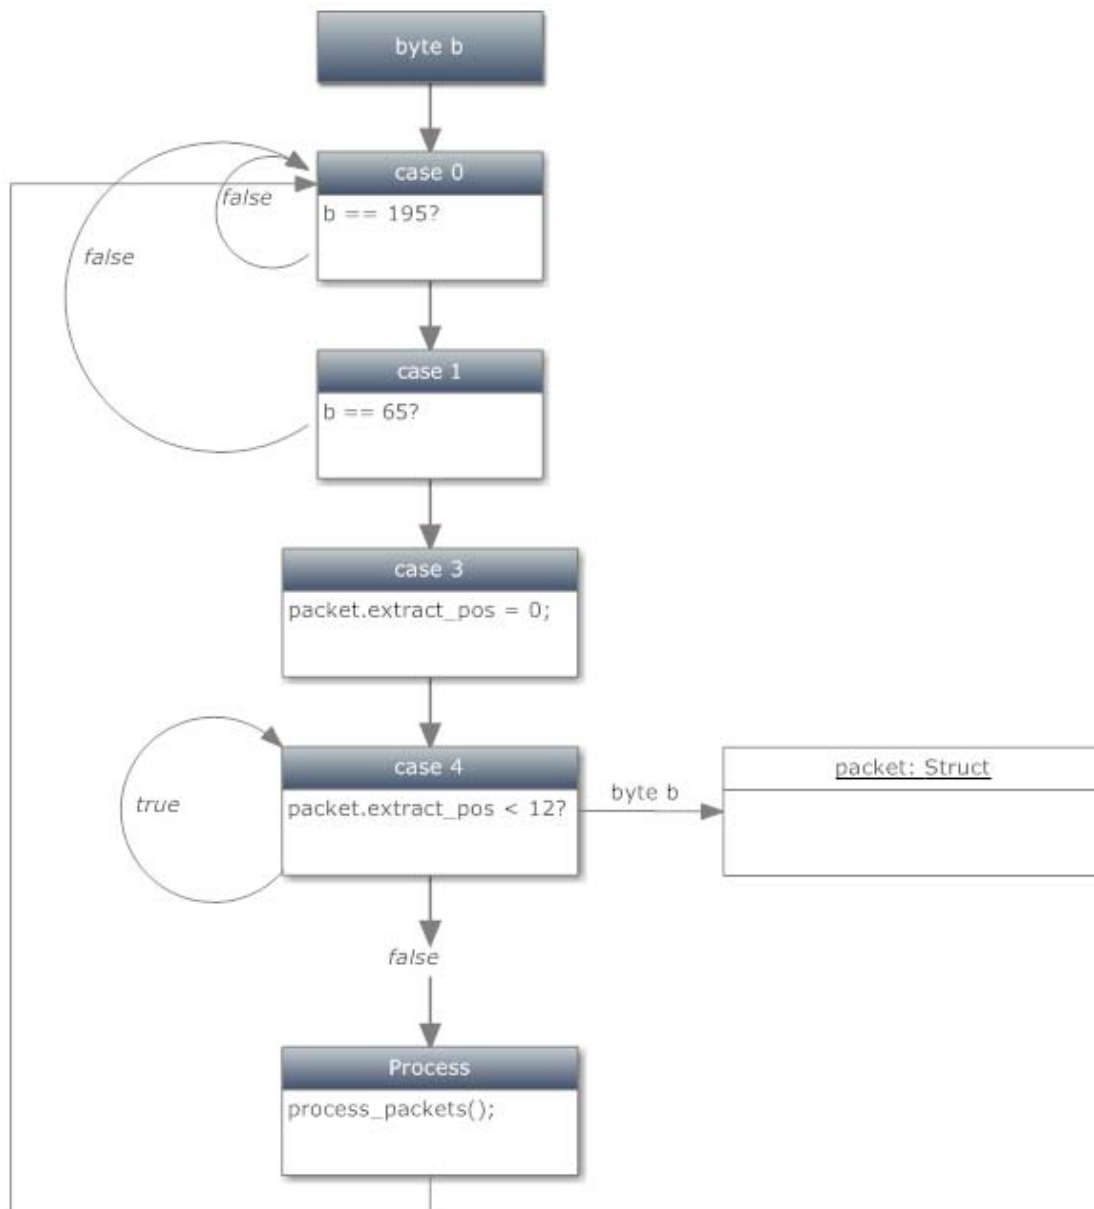 byte b
case 0
false
b == 195?
false
case 1
b == 65?
case 3
packet.extract_pos = 0;
case 4
packet: Struct
byte b
true
packet.extract_pos < 12?
false
Process
process_packets();